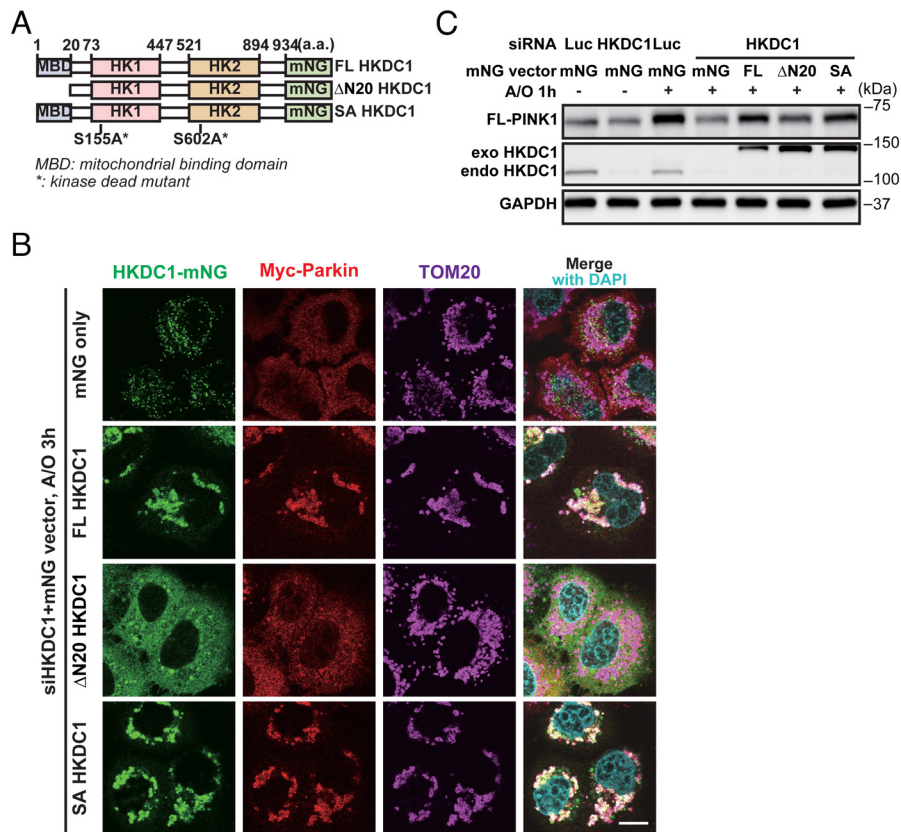 A
1 20 73 447 521 894 934(a.a.)
MBD HK1 HK2 mNG FL HKDC1
HK1 HK2 mNG ΔN20 HKDC1
MBD HK1 HK2 mNG SA HKDC1
S155A* S602A*
MBD: mitochondrial binding domain
*: kinase dead mutant
B
HKDC1-mNG Myc-Parkin TOM20 Merge
with DAPI
siHKDC1+mNG vector, A/O 3h
mNG only
FL HKDC1
ΔN20 HKDC1
SA HKDC1
C
siRNA Luc HKDC1 Luc HKDC1
mNG vector mNG mNG mNG mNG FL ΔN20 SA
A/O 1h - - + + + + + (kDa)
FL-PINK1 –75
exo HKDC1 –150
endo HKDC1 –100
GAPDH –37